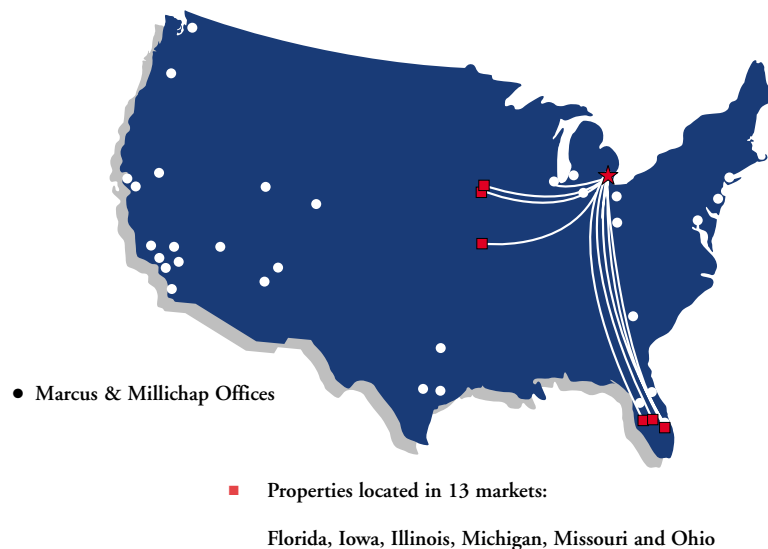 ● Marcus & Millichap Offices
■ Properties located in 13 markets:
Florida, Iowa, Illinois, Michigan, Missouri and Ohio